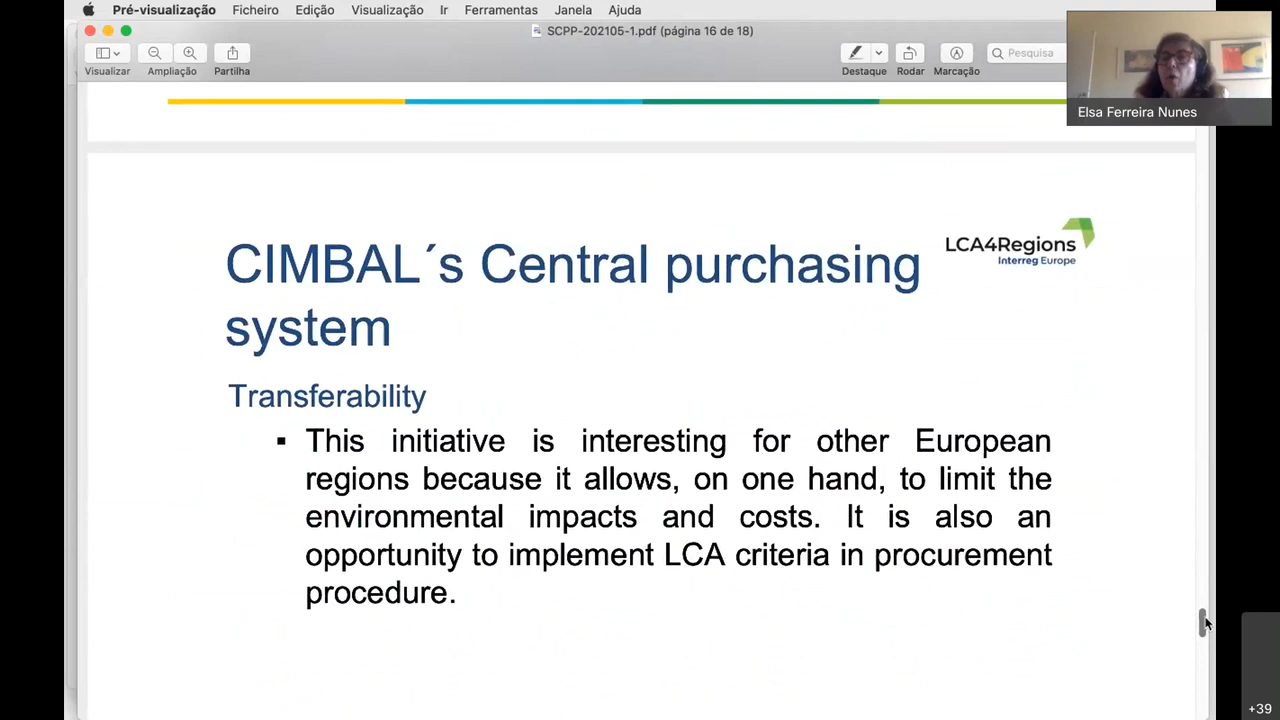 Pré-visualização Ficheiro Edição Visualização Ir Ferramentas Janela Ajuda
SCPP-202105-1.pdf (página 16 de 18)
Pesquisa
Visualizar Ampliação Partilha Destaque Rodar Marcação
Elsa Ferreira Nunes
LCA4Regions
Interreg Europe
CIMBAL´s Central purchasing
system
Transferability
▪ This initiative is interesting for other European
regions because it allows, on one hand, to limit the
environmental impacts and costs. It is also an
opportunity to implement LCA criteria in procurement
procedure.
+39